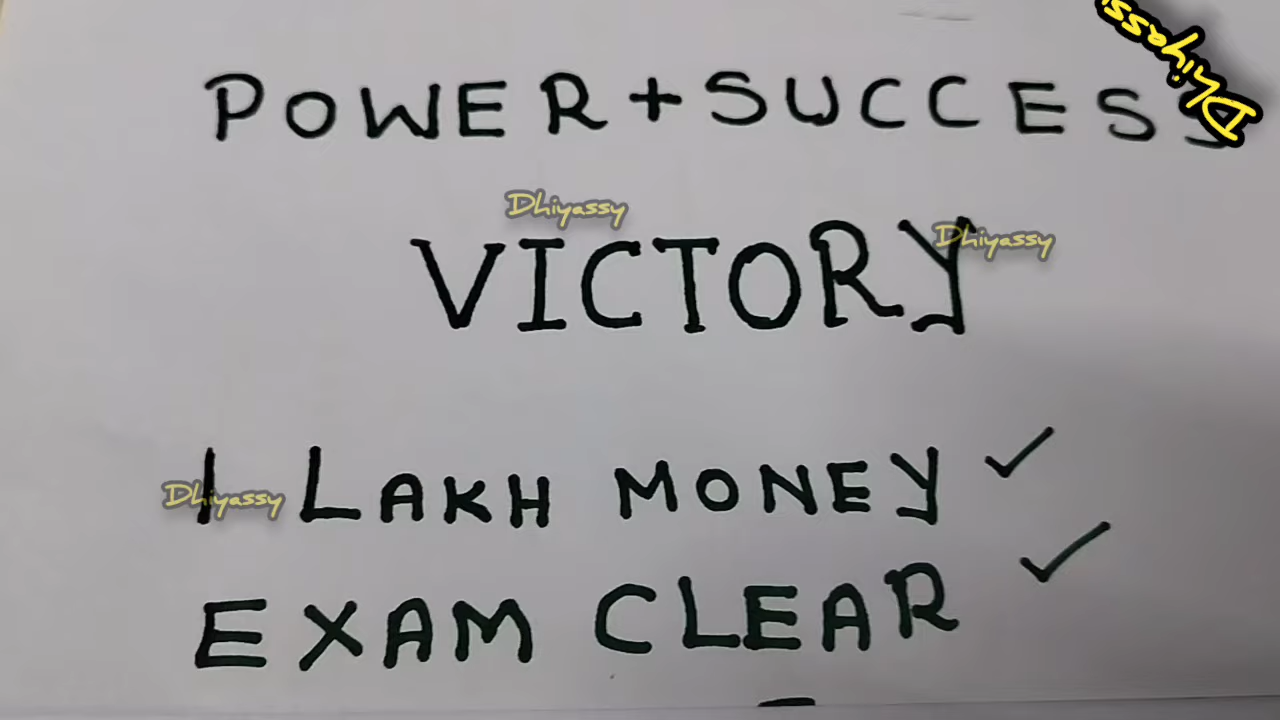 Dhiyassy
POWER + SUCCESS
Dhiyassy
VICTORY
Dhiyassy
1 LAKH MONEY ✓
Dhiyassy
EXAM CLEAR ✓